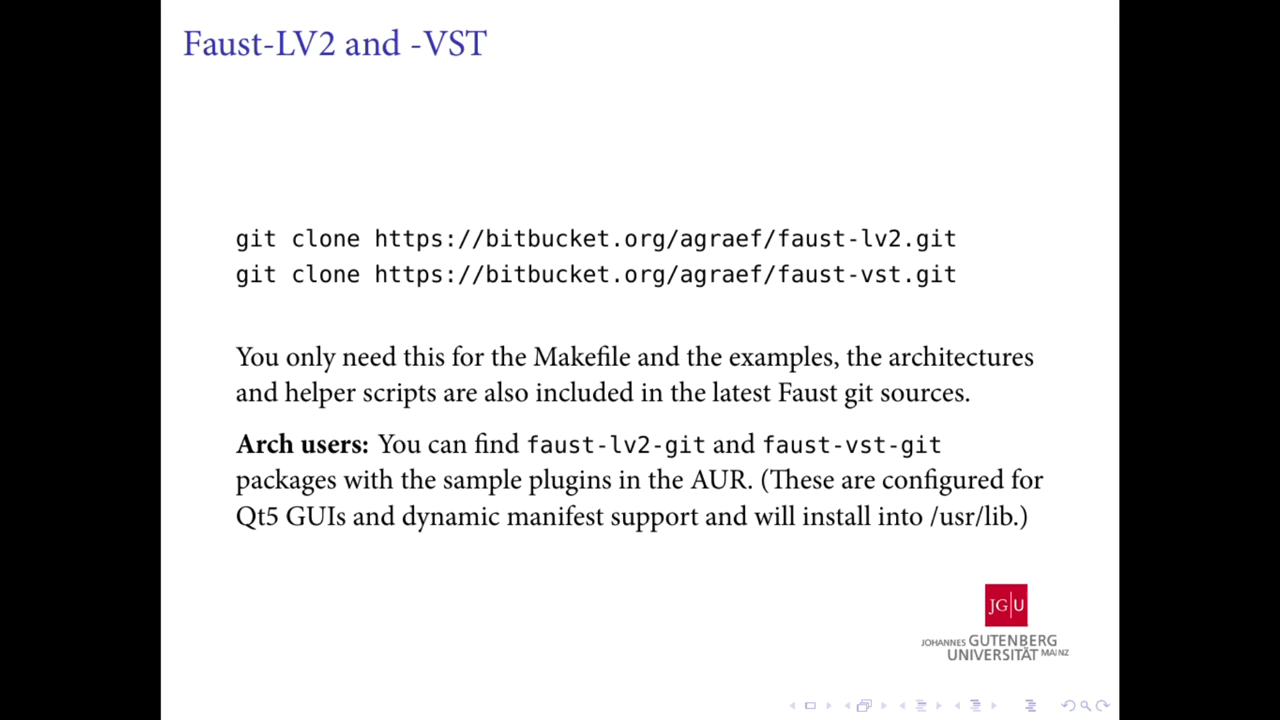 Faust-LV2 and -VST
git clone https://bitbucket.org/agraef/faust-lv2.git
git clone https://bitbucket.org/agraef/faust-vst.git
You only need this for the Makefile and the examples, the architectures
and helper scripts are also included in the latest Faust git sources.
Arch users: You can find faust-lv2-git and faust-vst-git
packages with the sample plugins in the AUR. (These are configured for
Qt5 GUIs and dynamic manifest support and will install into /usr/lib.)
JG|U
JOHANNES GUTENBERG
UNIVERSITÄT MAINZ